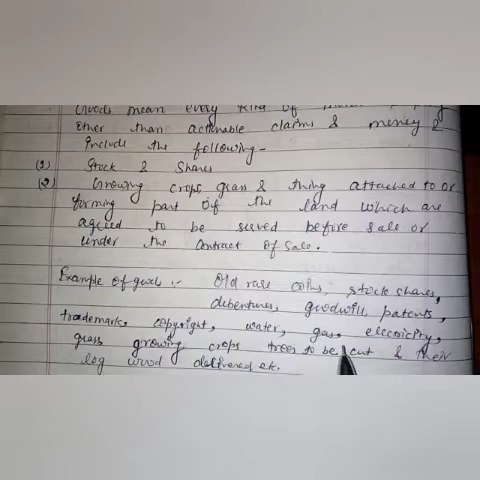 Goods mean every kind of
other than actionable claims & money &
include the following -
(1) Stock & Shares
(2) Growing crops grass & thing attached to or
forming part of the land which are
agreed to be served before sale or
under the contract of sale.
Example of good :- Old rare coins, stock shares,
debentures, goodwill, patents,
trademark, copyright, water, gas, electricity,
grass growing crops trees to be cut & their
log wood delivered etc.